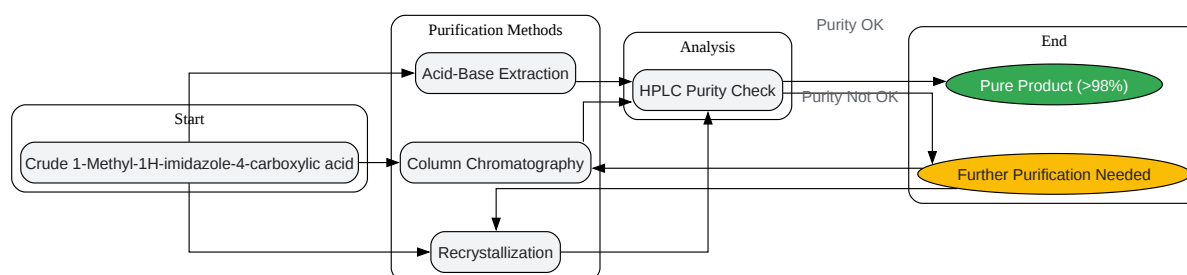 Purity OK
Purification Methods
Analysis
End
Acid-Base Extraction
HPLC Purity Check
Pure Product (>98%)
Purity Not OK
Start
Crude 1-Methyl-1H-imidazole-4-carboxylic acid
Column Chromatography
Further Purification Needed
Recrystallization